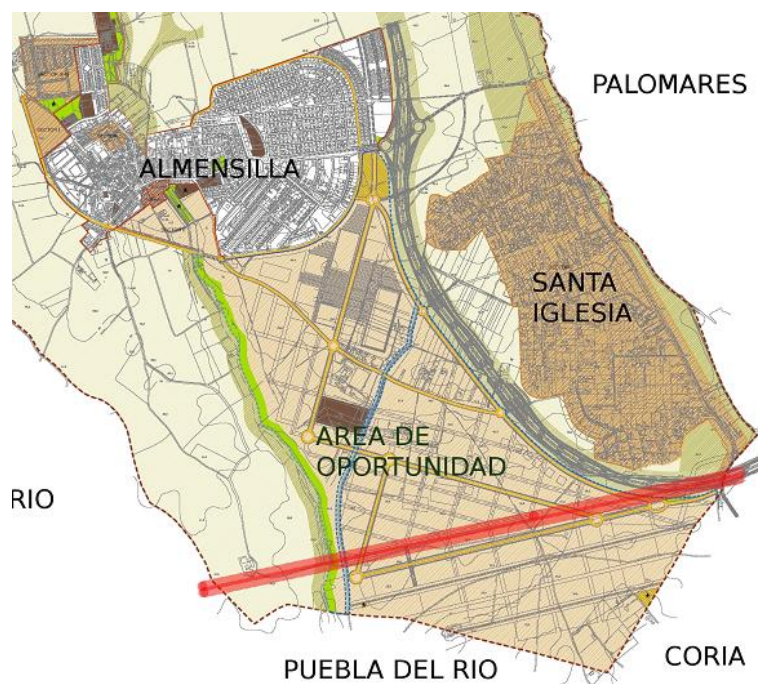 PALOMARES
ALMENSILLA
SANTA
IGLESIA
AREA DE
OPORTUNIDAD
RIO
CORIA
PUEBLA DEL RIO